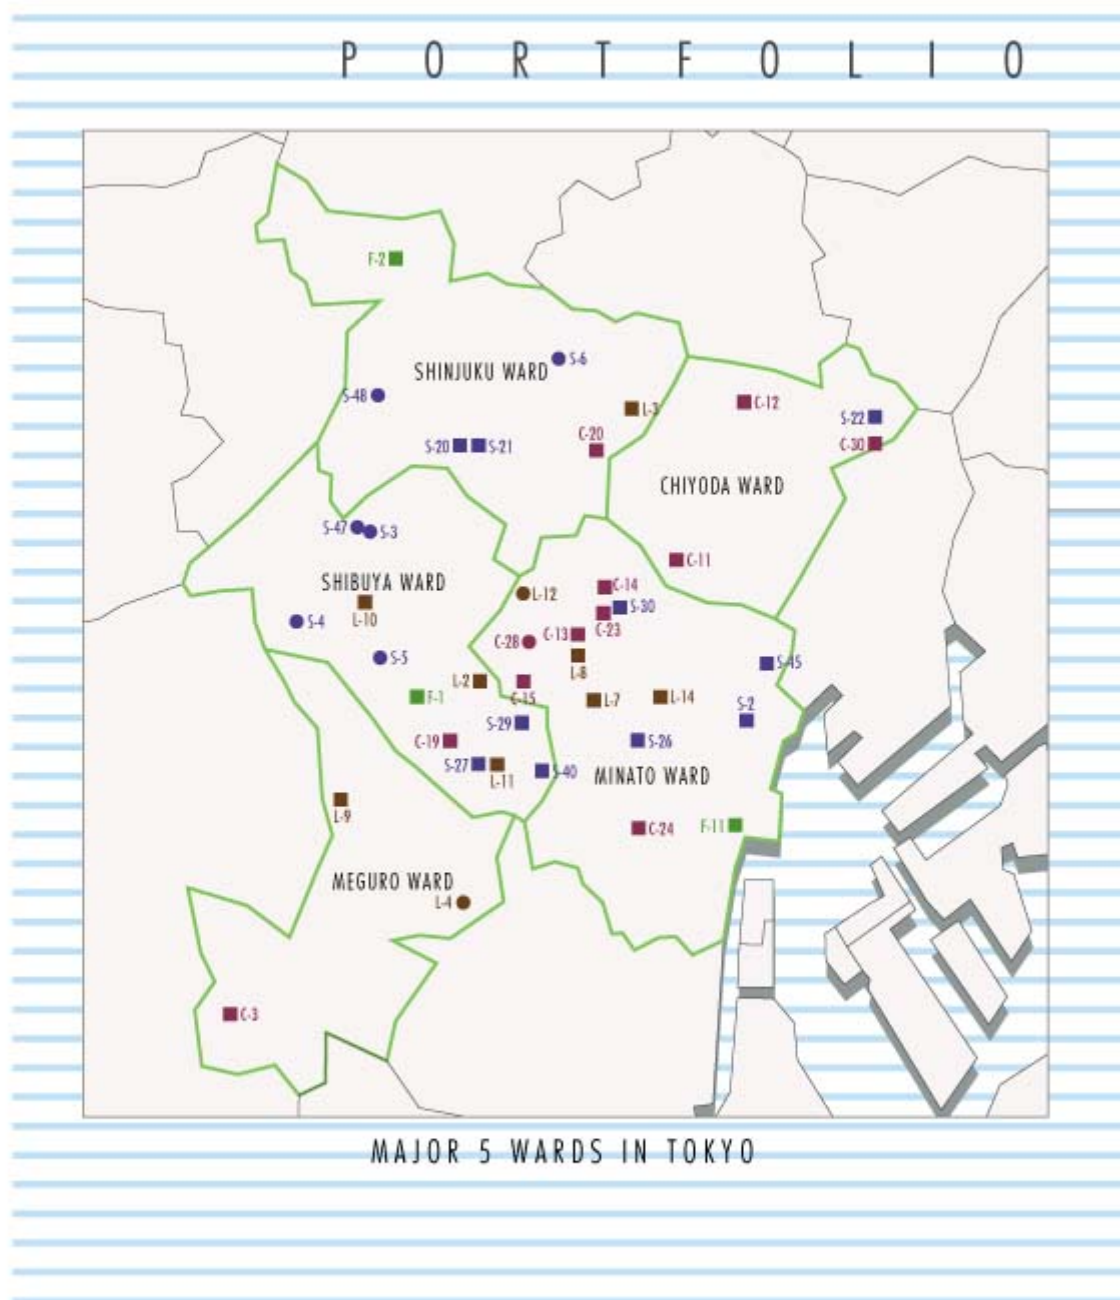 PORTFOLIO
F-2
S-6
SHINJUKU WARD
S-48
C-12
L-3
S-22
C-20
S-20
S-21
C-30
CHIYODA WARD
S-47
S-3
C-11
SHIBUYA WARD
C-14
L-12
S-30
L-10
S-4
C-23
C-13
C-28
S-5
S-45
L-8
L-2
F-1
C-15
L-7
L-14
S-2
S-29
C-19
S-26
S-27
L-11
S-40
MINATO WARD
L-9
C-24
F-11
MEGURO WARD
L-4
C-3
MAJOR 5 WARDS IN TOKYO